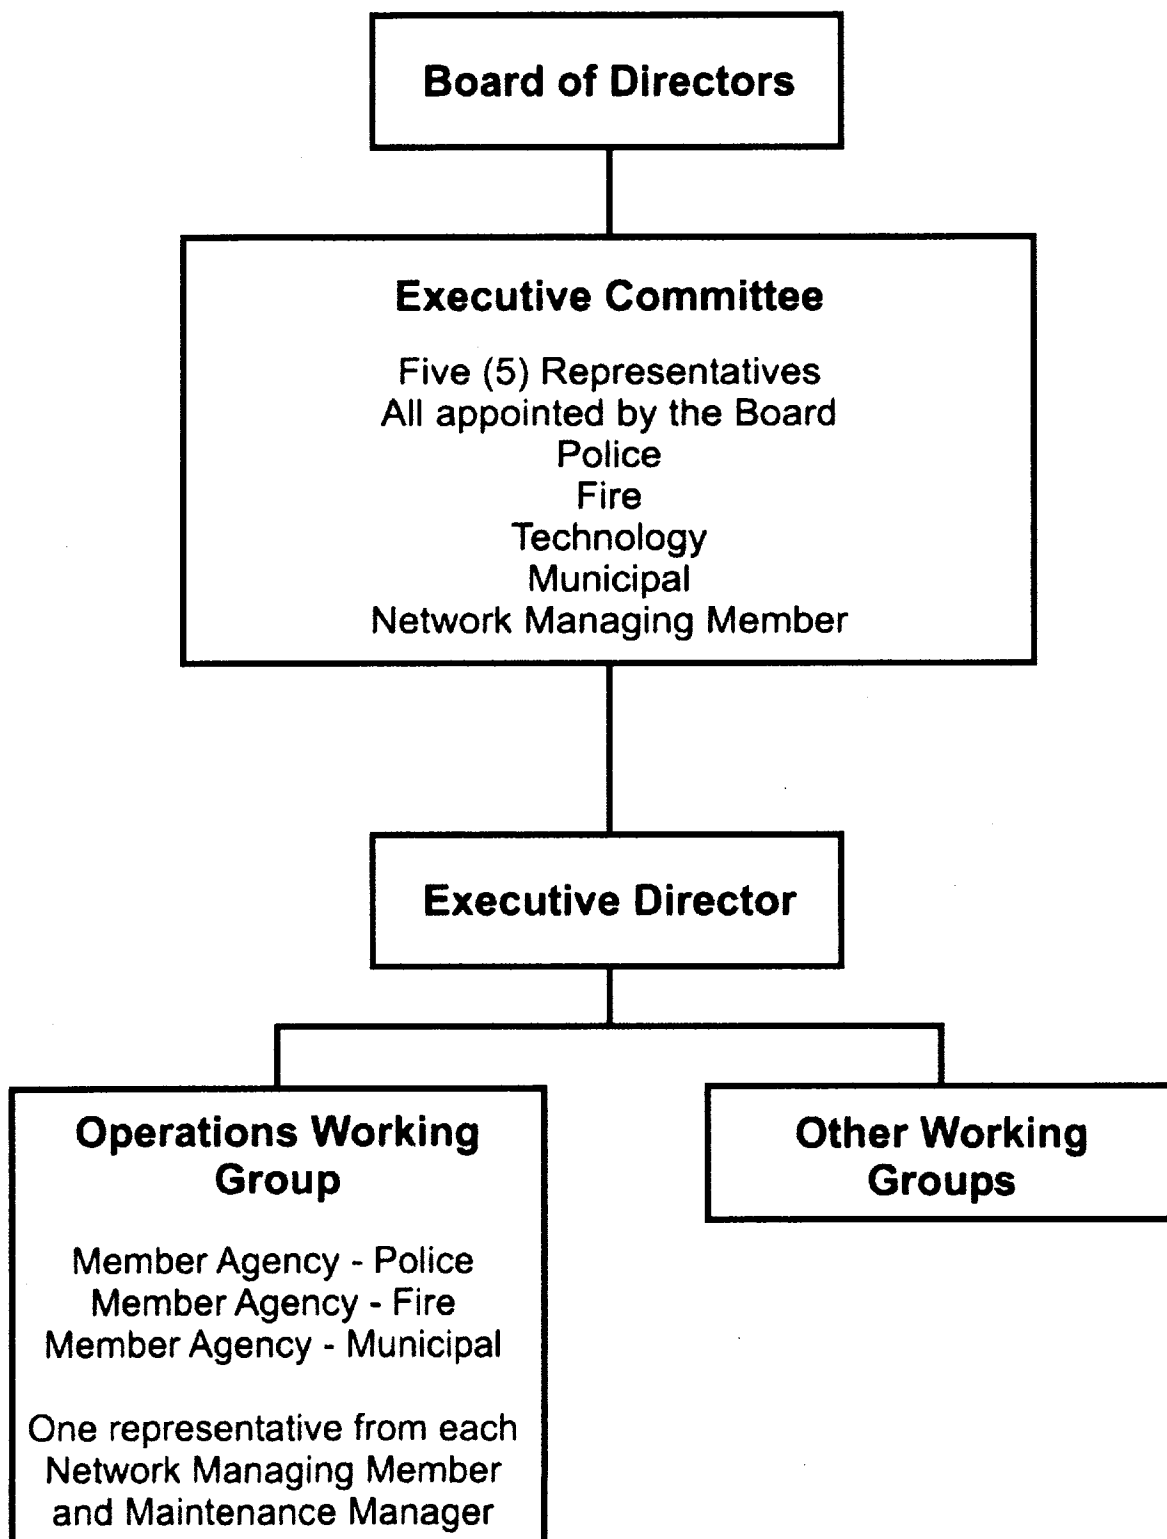 Board of Directors
Executive Committee
Five (5) Representatives
All appointed by the Board
Police
Fire
Technology
Municipal
Network Managing Member
Executive Director
Operations Working
Group
Member Agency - Police
Member Agency - Fire
Member Agency - Municipal
One representative from each
Network Managing Member
and Maintenance Manager
Other Working
Groups